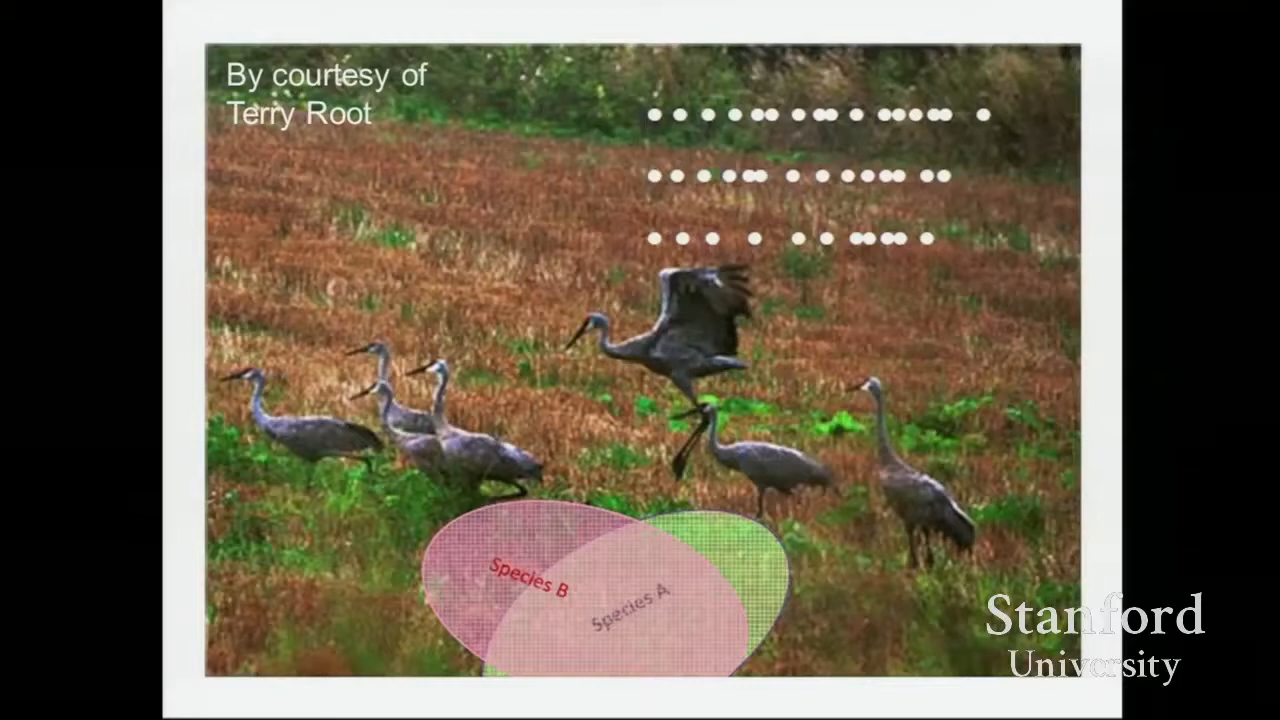 By courtesy of
Terry Root
Species B
Species A
Stanford
University